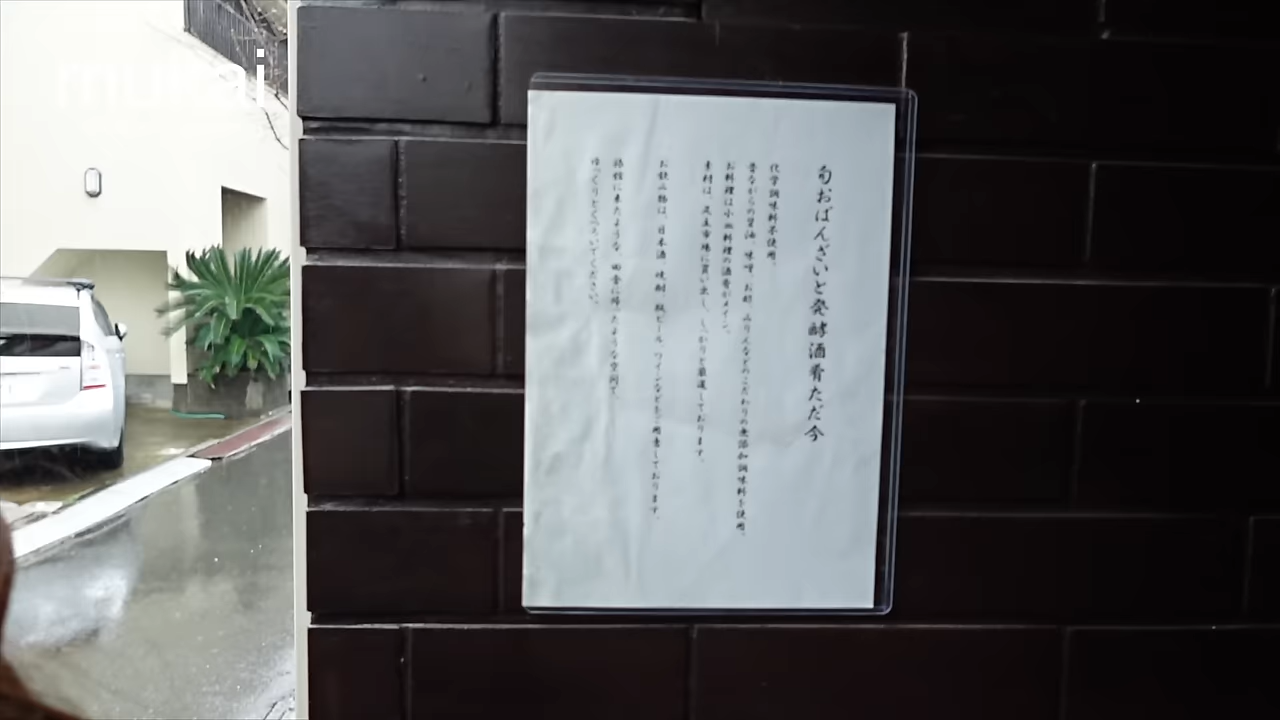 mukai
旬おばんざいと発酵酒肴ただ今
化学調味料不使用。
昔ながらの醤油、味噌、お酢、みりんなどのこだわりの無添加調味料を使用。
お料理は小皿料理の酒肴がメイン。
素材は、足立市場に買い出し、しっかりと厳選しております。
お飲み物は、日本酒、焼酎、瓶ビール、ワインなどもご用意しております。
旅館に来たような、田舎に帰ったような空間で、
ゆっくりとくつろいでください。